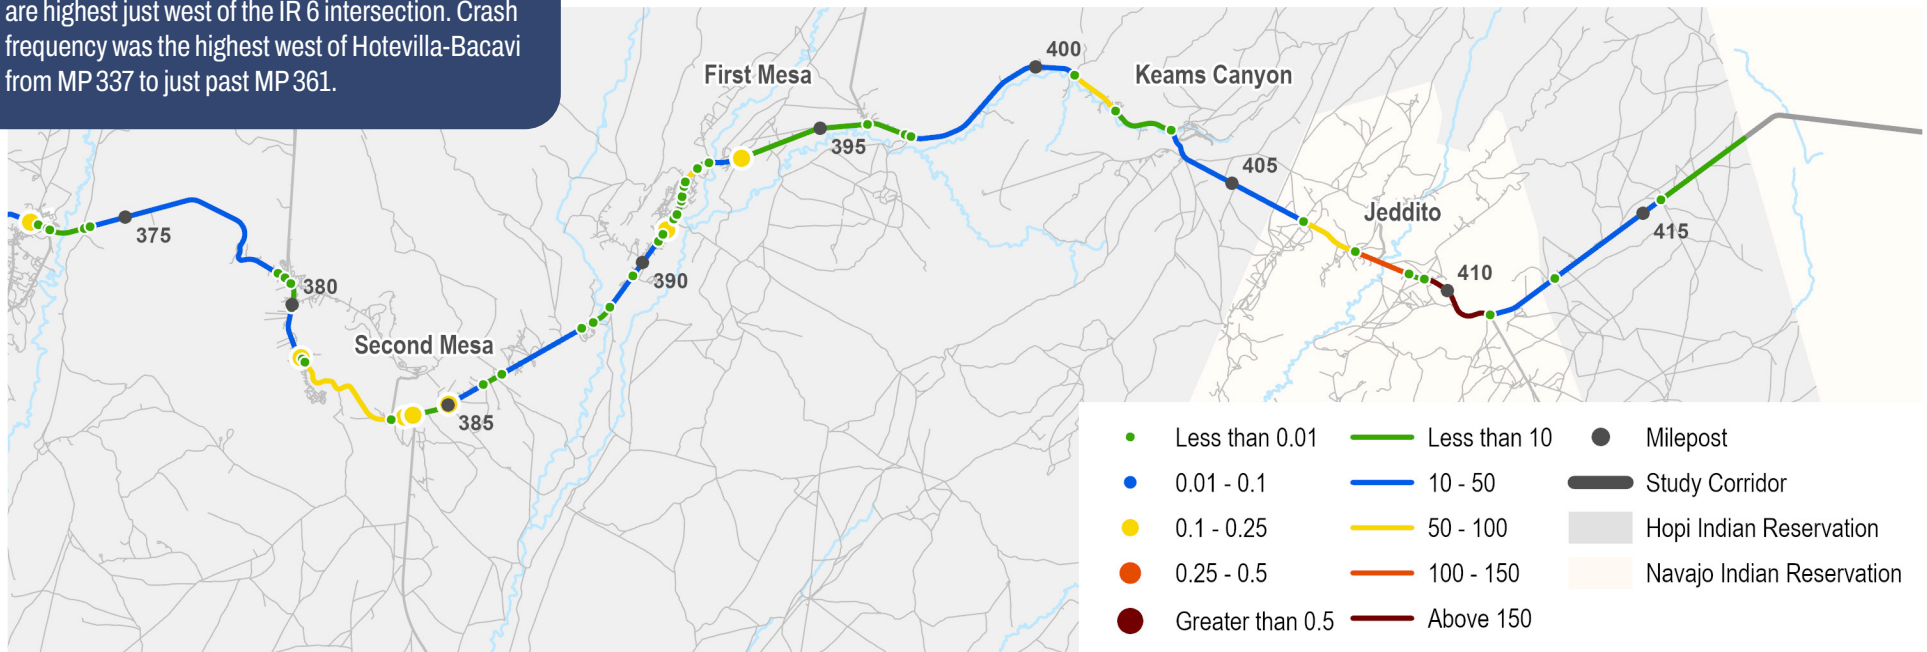 are highest just west of the IR 6 intersection. Crash
frequency was the highest west of Hotevilla-Bacavi
from MP 337 to just past MP 361.
First Mesa
400
Keams Canyon
395
405
Jeddito
375
415
390
410
380
Second Mesa
385
Less than 0.01
Less than 10
Milepost
0.01 - 0.1
10 - 50
Study Corridor
0.1 - 0.25
50 - 100
Hopi Indian Reservation
0.25 - 0.5
100 - 150
Navajo Indian Reservation
Greater than 0.5
Above 150